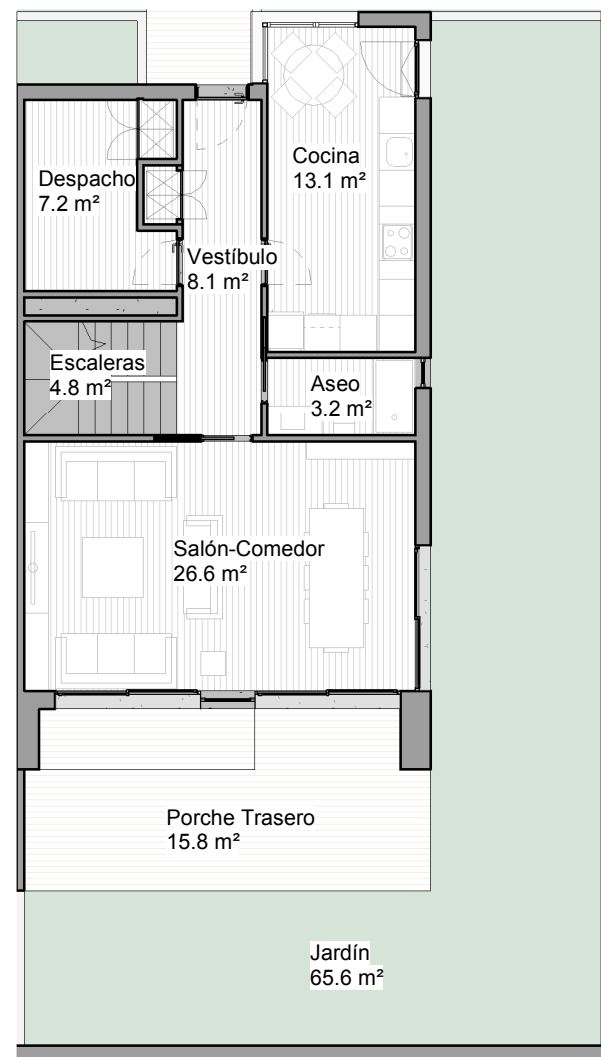 Cocina
13.1 m²
Despacho
7.2 m²
Vestíbulo
8.1 m²
Escaleras
4.8 m²
Aseo
3.2 m²
Salón-Comedor
26.6 m²
Porche Trasero
15.8 m²
Jardín
65.6 m²